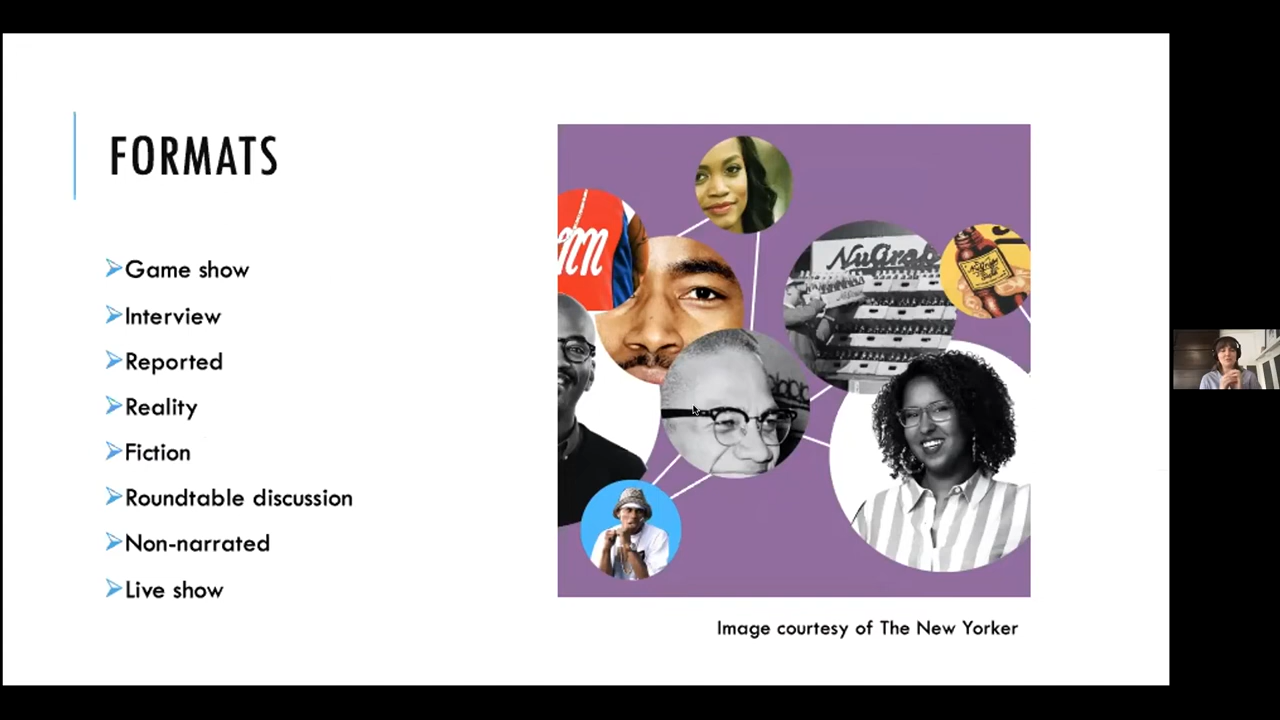 FORMATS
Game show
Interview
Reported
Reality
Fiction
Roundtable discussion
Non-narrated
Live show
NuGrap
Image courtesy of The New Yorker